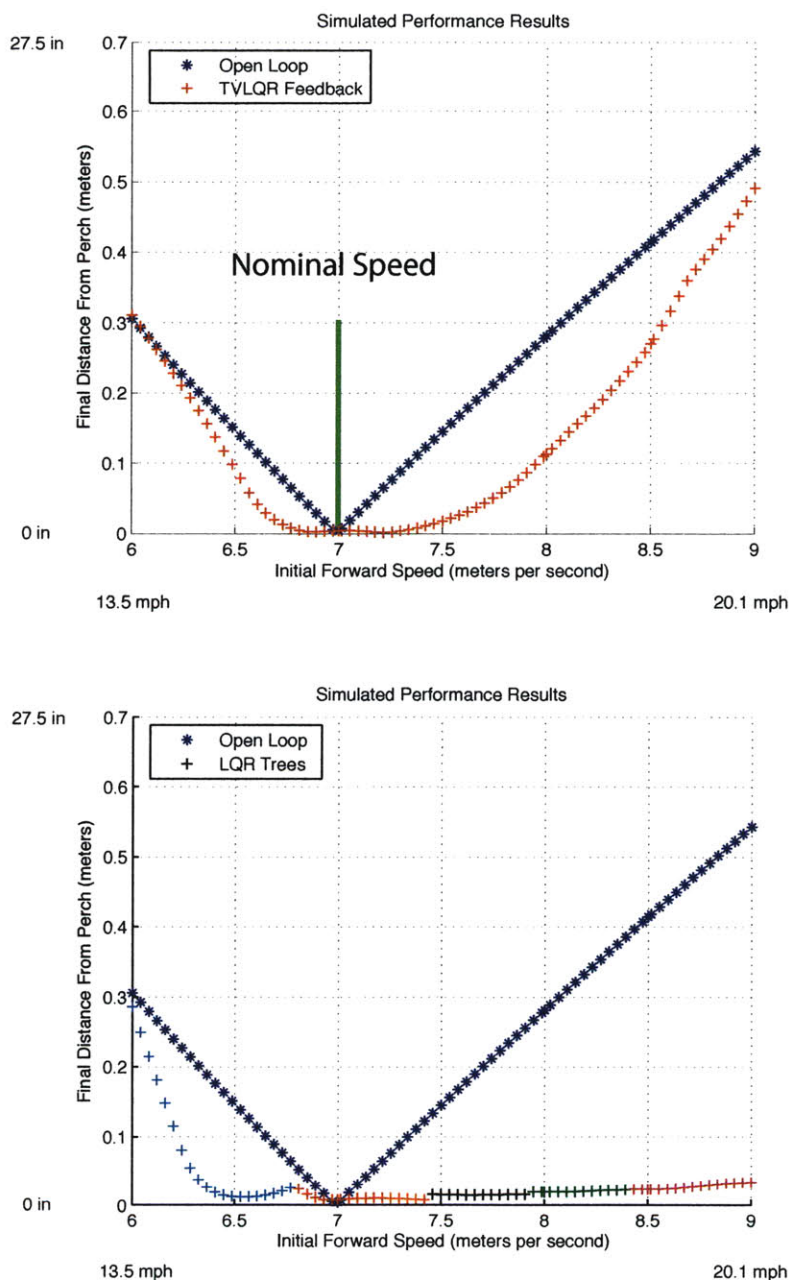 Simulated Performance Results
27.5 in
0.7
Open Loop
TVLQR Feedback
0.6
0.5
0.4
Nominal Speed
0.3
0.2
0.1
0
0 in
Final Distance From Perch (meters)
6 6.5 7 7.5 8 8.5 9
Initial Forward Speed (meters per second)
13.5 mph 20.1 mph
Simulated Performance Results
27.5 in
0.7
Open Loop
LQR Trees
0.6
0.5
0.4
0.3
0.2
0.1
0
0 in
Final Distance From Perch (meters)
6 6.5 7 7.5 8 8.5 9
Initial Forward Speed (meters per second)
13.5 mph 20.1 mph